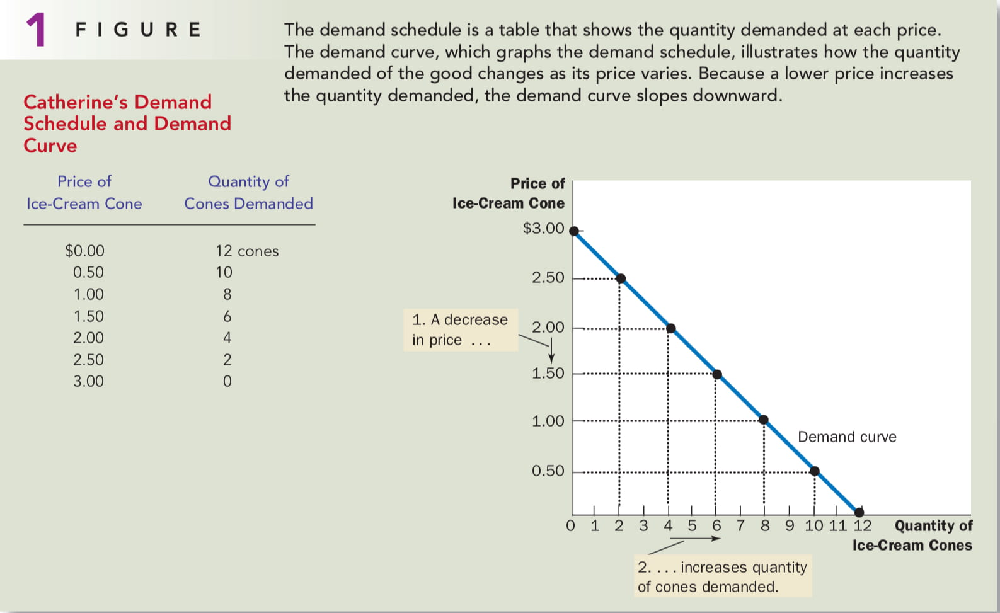 1 FIGURE
The demand schedule is a table that shows the quantity demanded at each price.
The demand curve, which graphs the demand schedule, illustrates how the quantity
demanded of the good changes as its price varies. Because a lower price increases
the quantity demanded, the demand curve slopes downward.
Catherine's Demand
Schedule and Demand
Curve
Price of Quantity of
Ice-Cream Cone Cones Demanded
$0.00 12 cones
0.50 10
1.00 8
1.50 6
2.00 4
2.50 2
3.00 0
Price of
Ice-Cream Cone
$3.00
2.50
2.00
1.50
1.00
0.50
1. A decrease
in price ...
Demand curve
0 1 2 3 4 5 6 7 8 9 10 11 12 Quantity of
Ice-Cream Cones
2. ... increases quantity
of cones demanded.